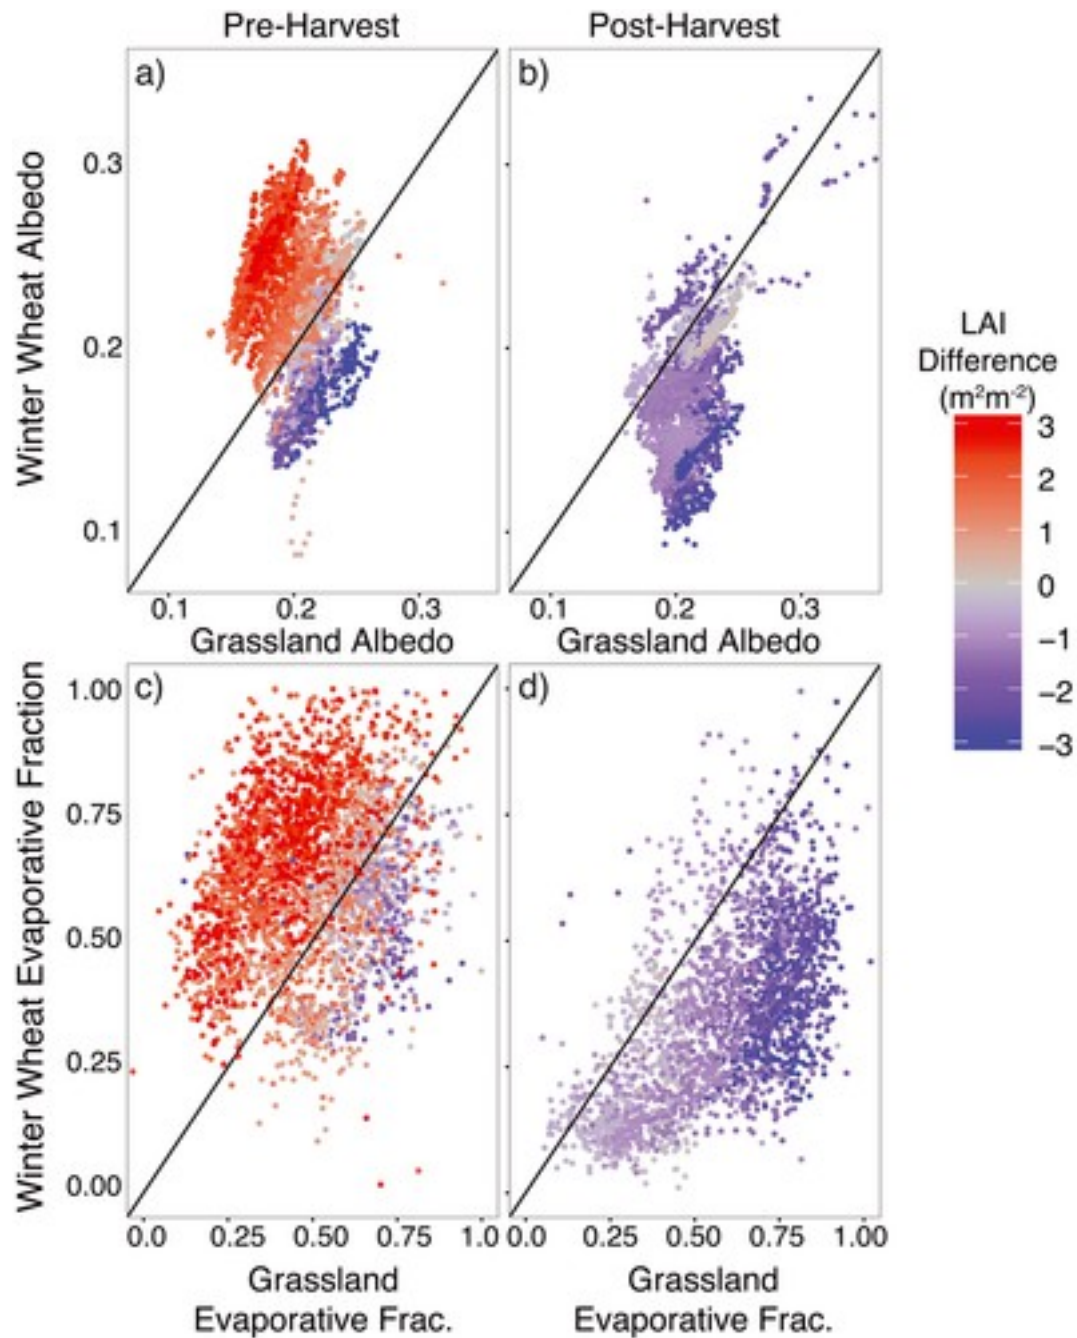 Pre-Harvest
Post-Harvest
a)
b)
Winter Wheat Albedo
0.3
0.2
0.1
0.1 0.2 0.3
0.1 0.2 0.3
Grassland Albedo
Grassland Albedo
LAI
Difference
(m²m⁻²)
3
2
1
0
−1
−2
−3
c)
d)
Winter Wheat Evaporative Fraction
1.00
0.75
0.50
0.25
0.00
0.0 0.25 0.50 0.75 1.0
0.0 0.25 0.50 0.75 1.00
Grassland
Evaporative Frac.
Grassland
Evaporative Frac.